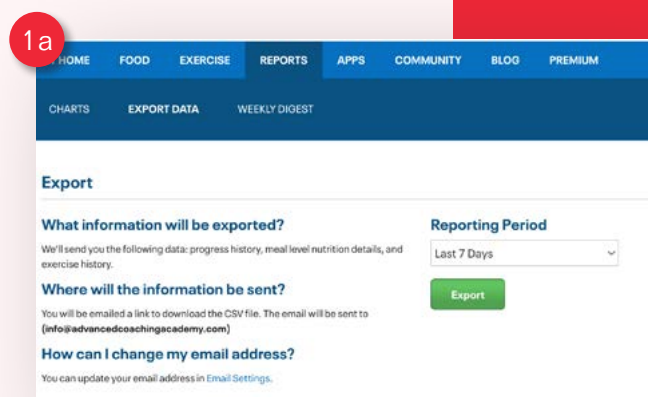 1a
HOME FOOD EXERCISE REPORTS APPS COMMUNITY BLOG PREMIUM
CHARTS EXPORT DATA WEEKLY DIGEST
Export
What information will be exported?
We'll send you the following data: progress history, meal level nutrition details, and
exercise history.
Where will the information be sent?
You will be emailed a link to download the CSV file. The email will be sent to
(info@advancedcoachingacademy.com)
How can I change my email address?
You can update your email address in Email Settings.
Reporting Period
Last 7 Days
Export